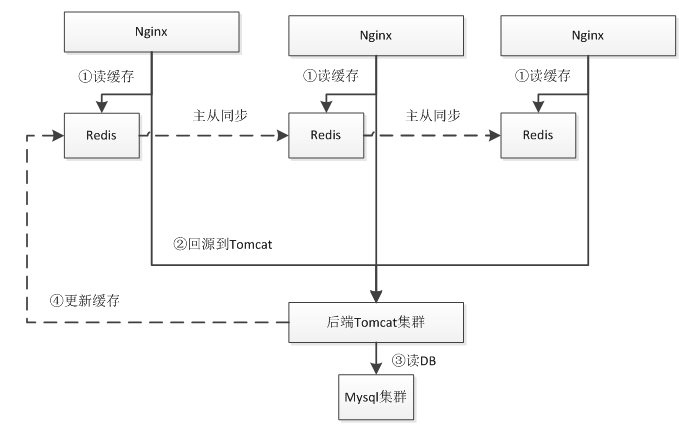 Nginx
Nginx
Nginx
①读缓存
①读缓存
①读缓存
Redis
主从同步
Redis
主从同步
Redis
②回源到Tomcat
④更新缓存
后端Tomcat集群
③读DB
Mysql集群